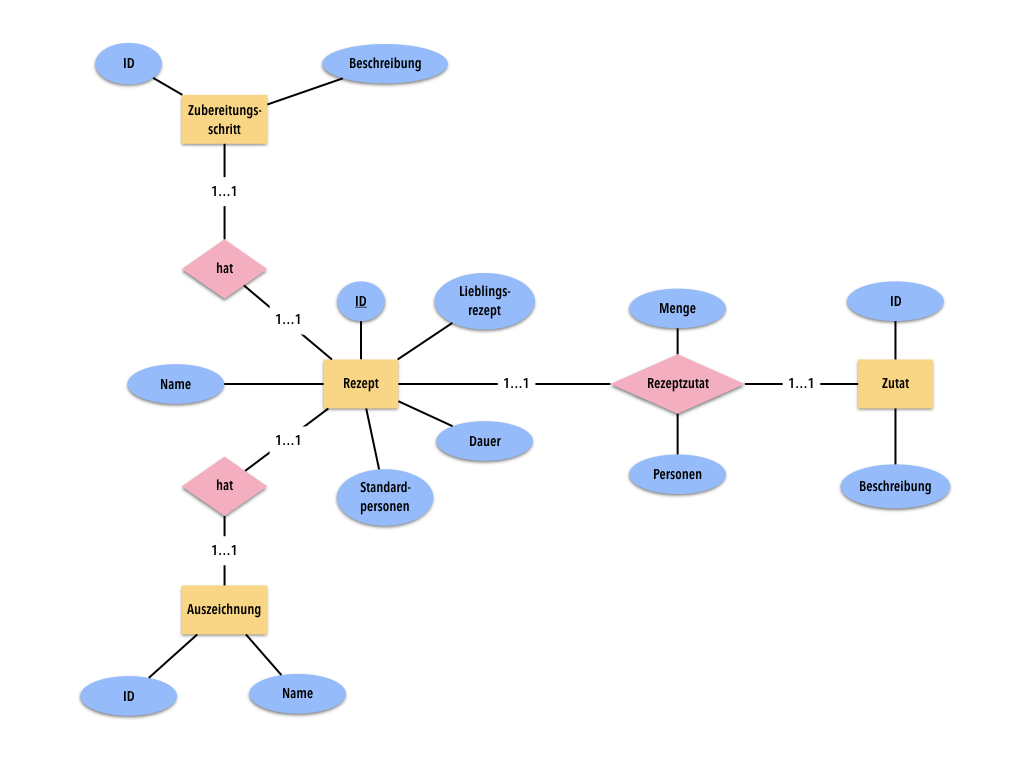 ID
Beschreibung
Zubereitungs-
schritt
1...1
hat
1...1
ID
Lieblings-
rezept
Menge
ID
Name
Rezept
1...1
Rezeptzutat
1...1
Zutat
1...1
Dauer
hat
Standard-
personen
Personen
Beschreibung
1...1
Auszeichnung
ID
Name